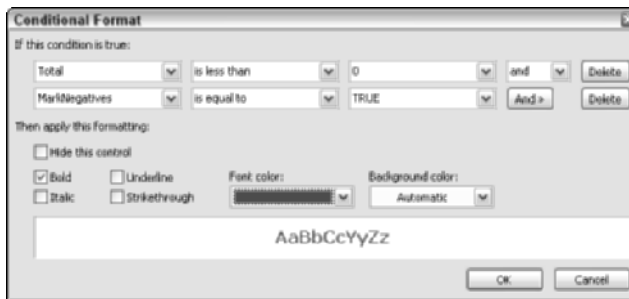 Conditional Format
If this condition is true:
Total is less than 0 and Delete
MarkNegatives is equal to TRUE And » Delete
Then apply this formatting:
Hide this control
Bold Underline Font color: Background color:
Italic Strikethrough Automatic
AaBbCcYyZz
OK Cancel